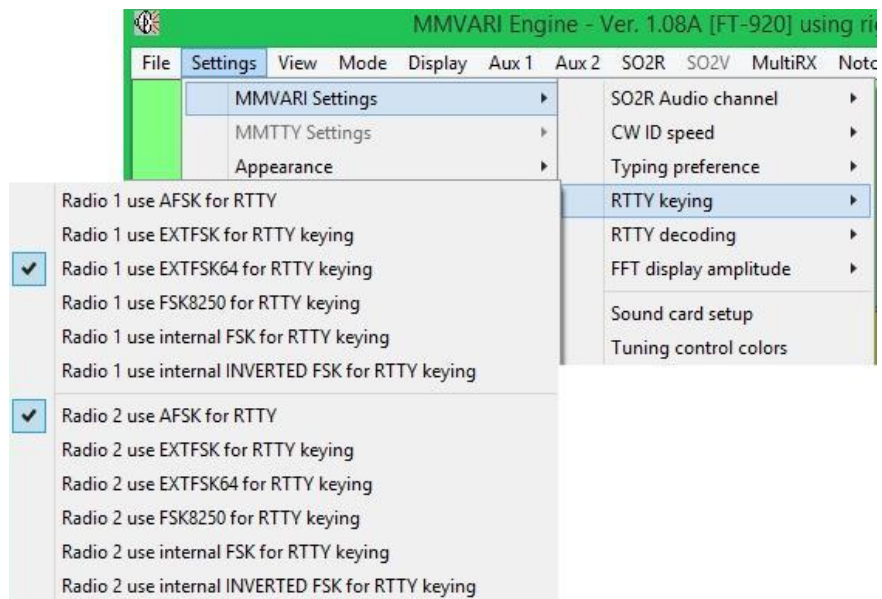 MMVARI Engine - Ver. 1.08A [FT-920] using
File Settings View Mode Display Aux 1 Aux 2 SO2R SO2V MultiRX
MMVARI Settings
MMTTY Settings
Appearance
SO2R Audio channel
CW ID speed
Typing preference
RTTY keying
RTTY decoding
FFT display amplitude
Sound card setup
Tuning control colors
Radio 1 use AFSK for RTTY
Radio 1 use EXTFSK for RTTY keying
Radio 1 use EXTFSK64 for RTTY keying
Radio 1 use FSK8250 for RTTY keying
Radio 1 use internal FSK for RTTY keying
Radio 1 use internal INVERTED FSK for RTTY keying
Radio 2 use AFSK for RTTY
Radio 2 use EXTFSK for RTTY keying
Radio 2 use EXTFSK64 for RTTY keying
Radio 2 use FSK8250 for RTTY keying
Radio 2 use internal FSK for RTTY keying
Radio 2 use internal INVERTED FSK for RTTY keying